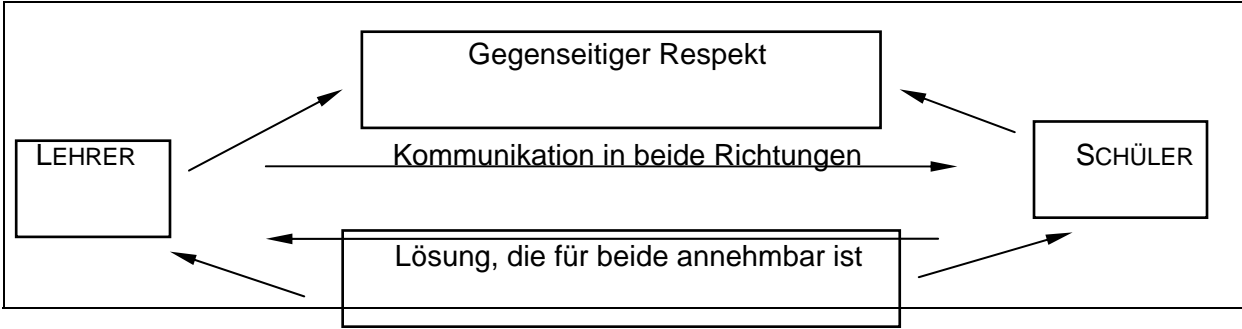 Gegenseitiger Respekt
LEHRER
Kommunikation in beide Richtungen
SCHÜLER
Lösung, die für beide annehmbar ist